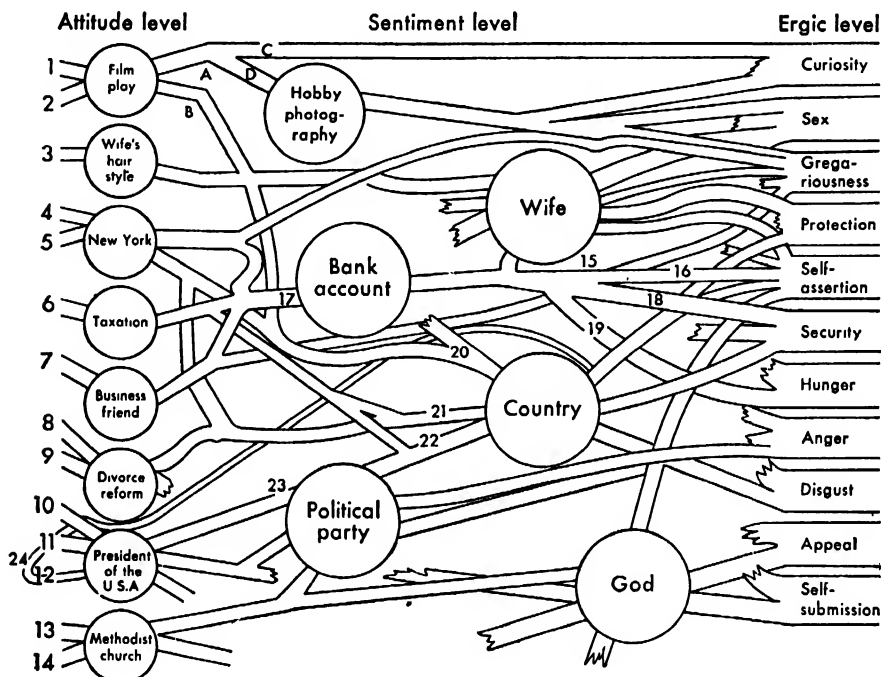 Attitude level
Sentiment level
Ergic level
1
2
Film
play
A
B
C
D
Hobby
photog-
raphy
Curiosity
Sex
3
Wife's
hair
style
Wife
Grega-
riousness
4
5
New York
Protection
Bank
account
15
16
Self-
assertion
6
Taxation
17
18
19
Security
7
Business
friend
20
Country
Hunger
8
9
Divorce
reform
21
22
Anger
23
Political
party
Disgust
10
11
24
12
President
of the
U S.A
God
Appeal
Self-
submission
13
14
Methodist
church